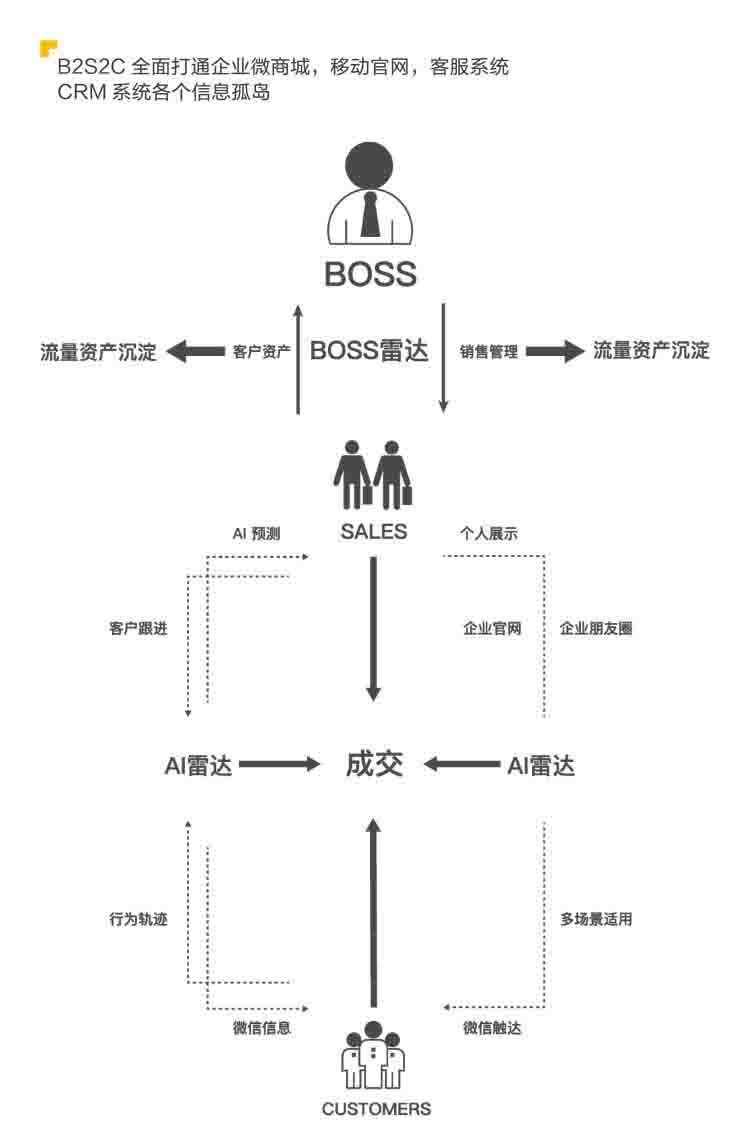 B2S2C 全面打通企业微商城，移动官网，客服系统
CRM 系统各个信息孤岛
BOSS
流量资产沉淀
客户资产
BOSS雷达
销售管理
流量资产沉淀
AI 预测
SALES
个人展示
客户跟进
企业官网
企业朋友圈
AI雷达
成交
AI雷达
行为轨迹
多场景适用
微信信息
微信触达
CUSTOMERS